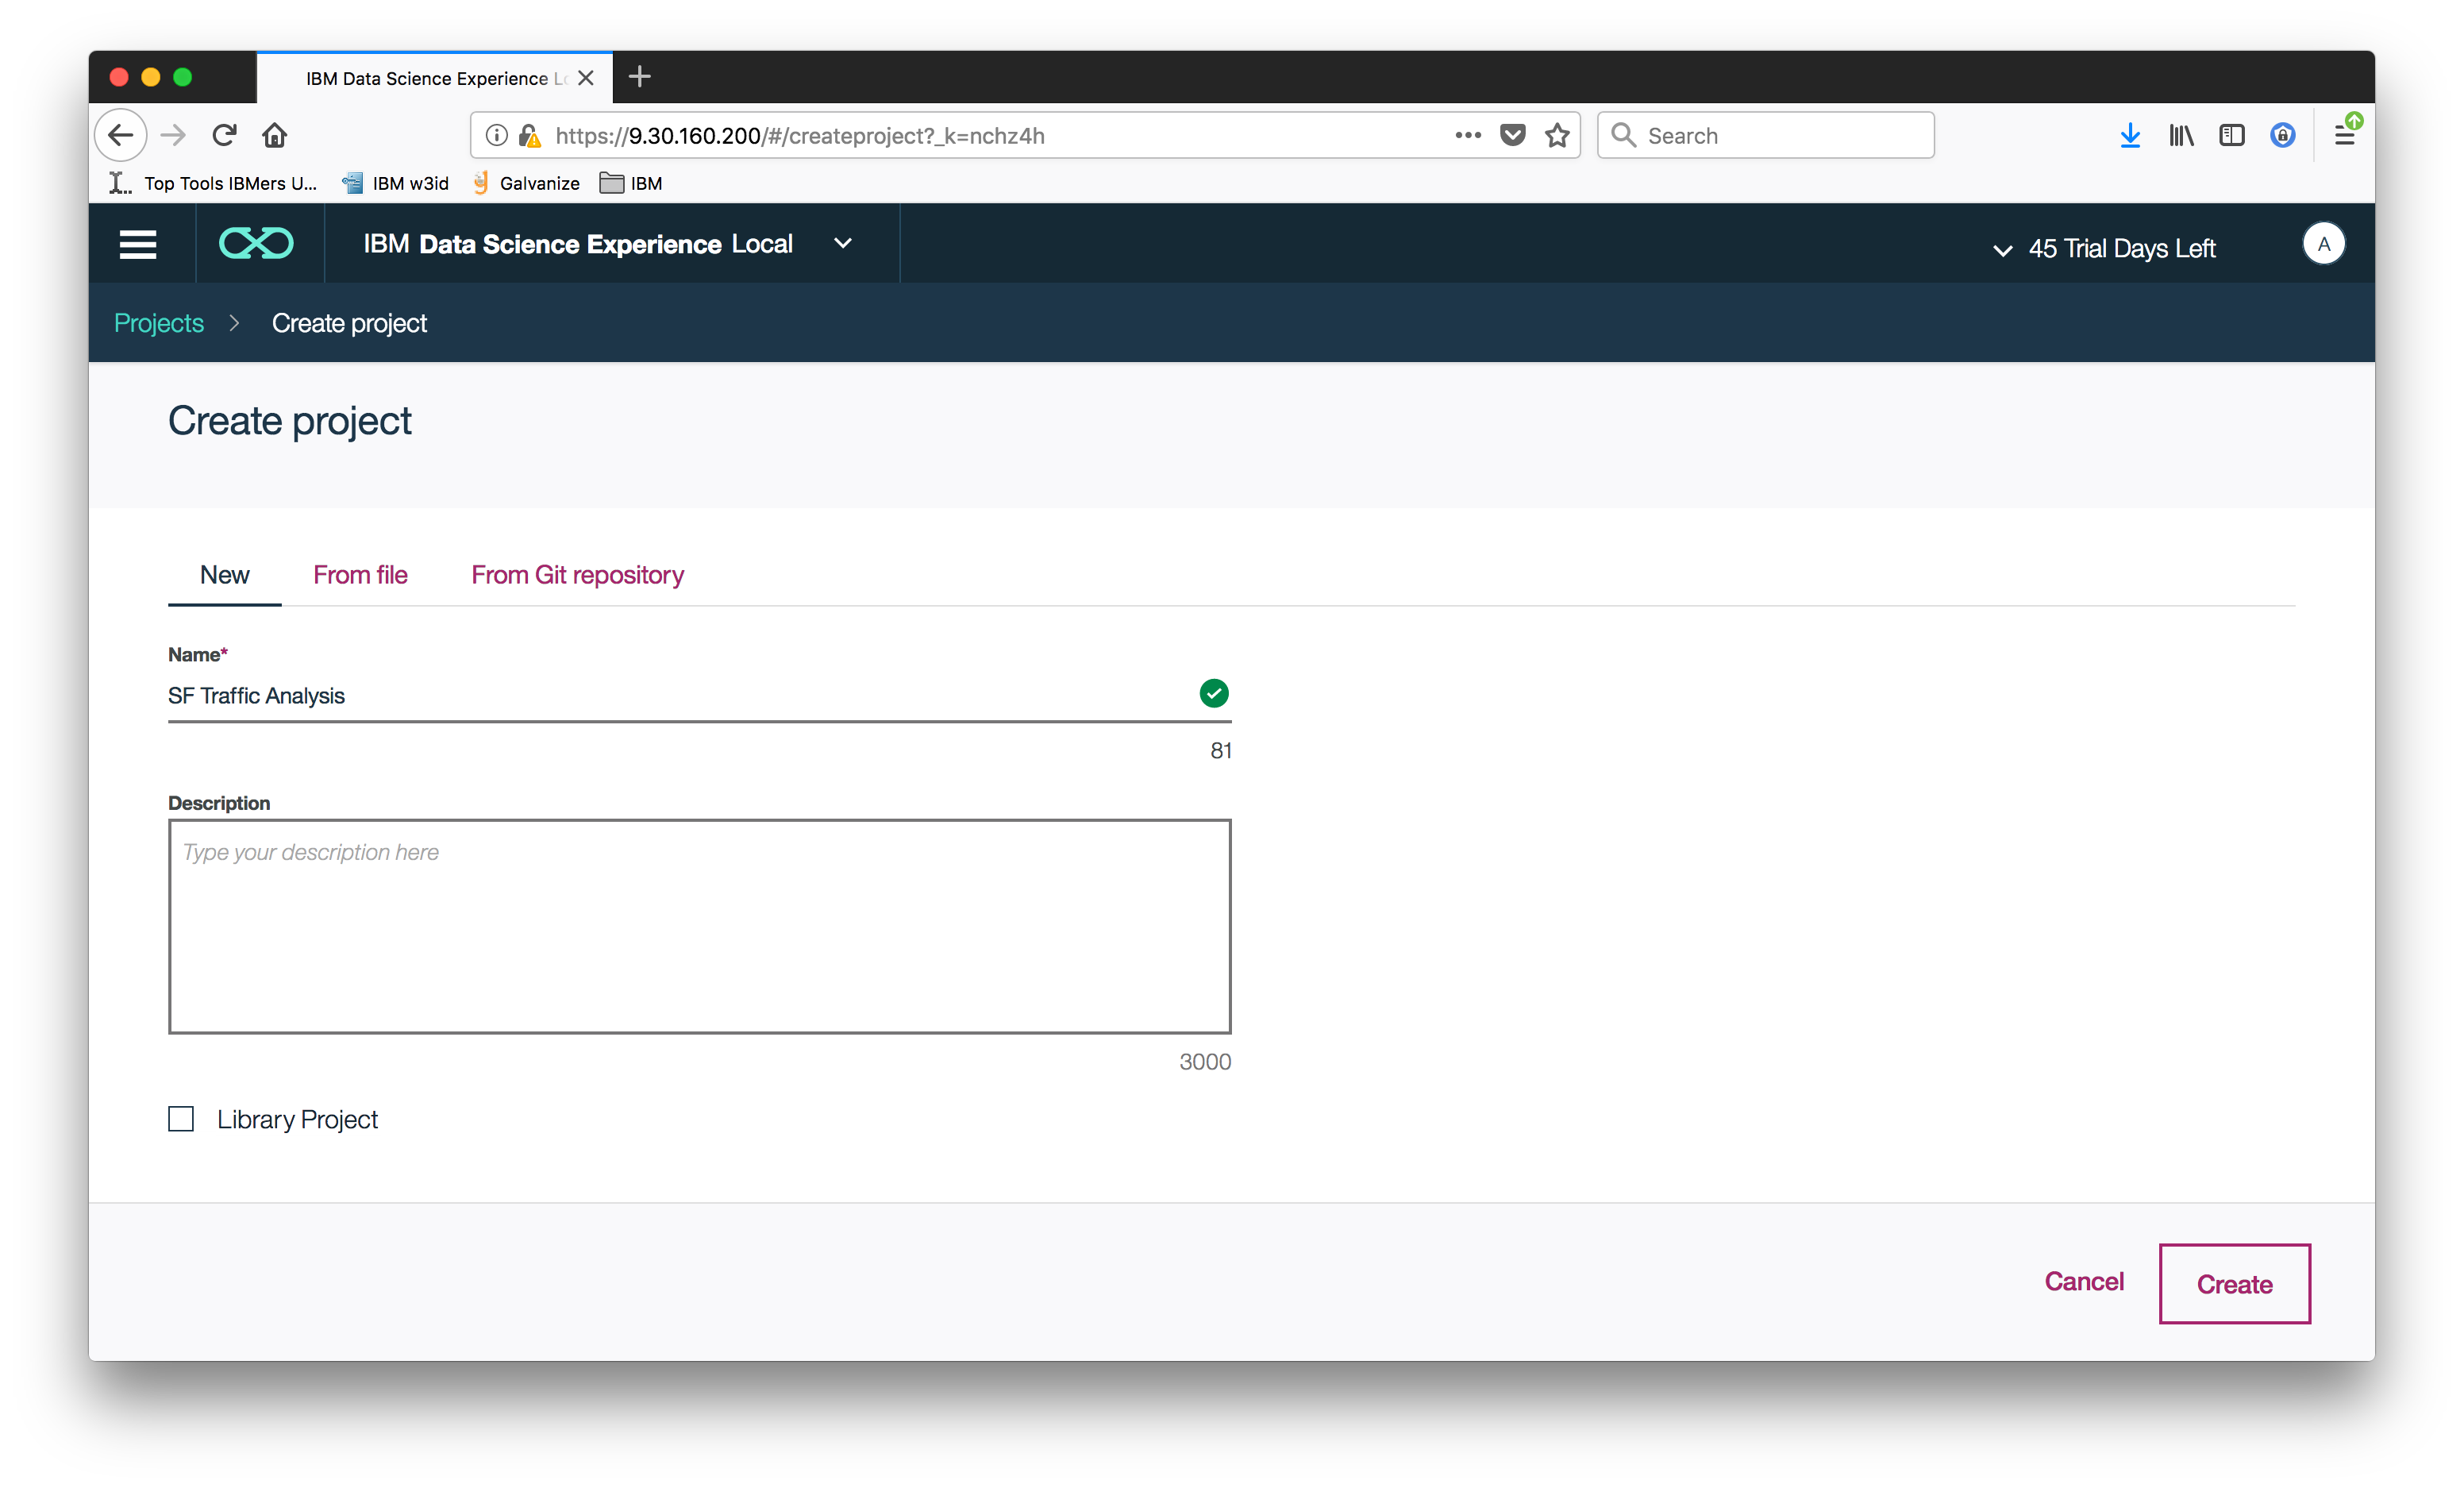 IBM Data Science Experience Lo
https://9.30.160.200/#/createproject?_k=nchz4h
Search
Top Tools IBMers U...
IBM w3id
Galvanize
IBM
IBM Data Science Experience Local
45 Trial Days Left
A
Projects > Create project
Create project
New
From file
From Git repository
Name*
SF Traffic Analysis
81
Description
Type your description here
3000
Library Project
Cancel
Create